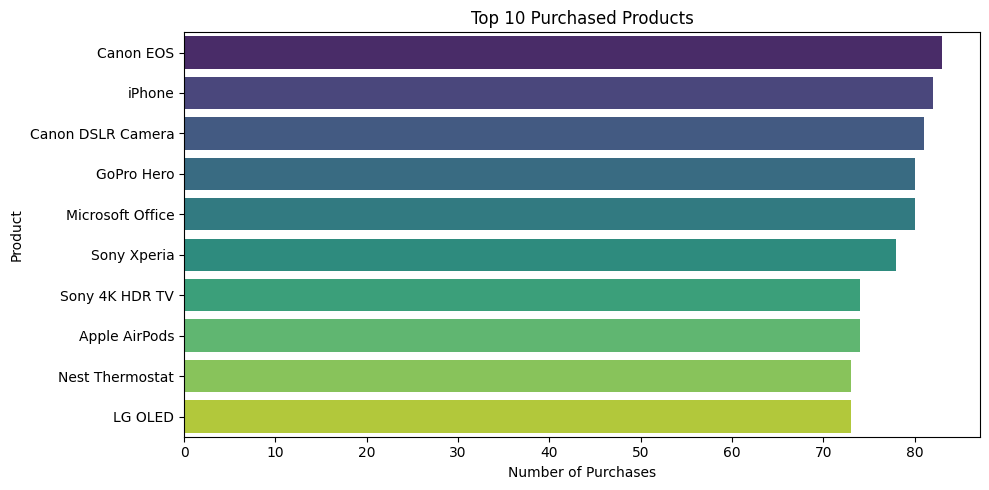 Top 10 Purchased Products
Product
Canon EOS
iPhone
Canon DSLR Camera
GoPro Hero
Microsoft Office
Sony Xperia
Sony 4K HDR TV
Apple AirPods
Nest Thermostat
LG OLED
0 10 20 30 40 50 60 70 80
Number of Purchases